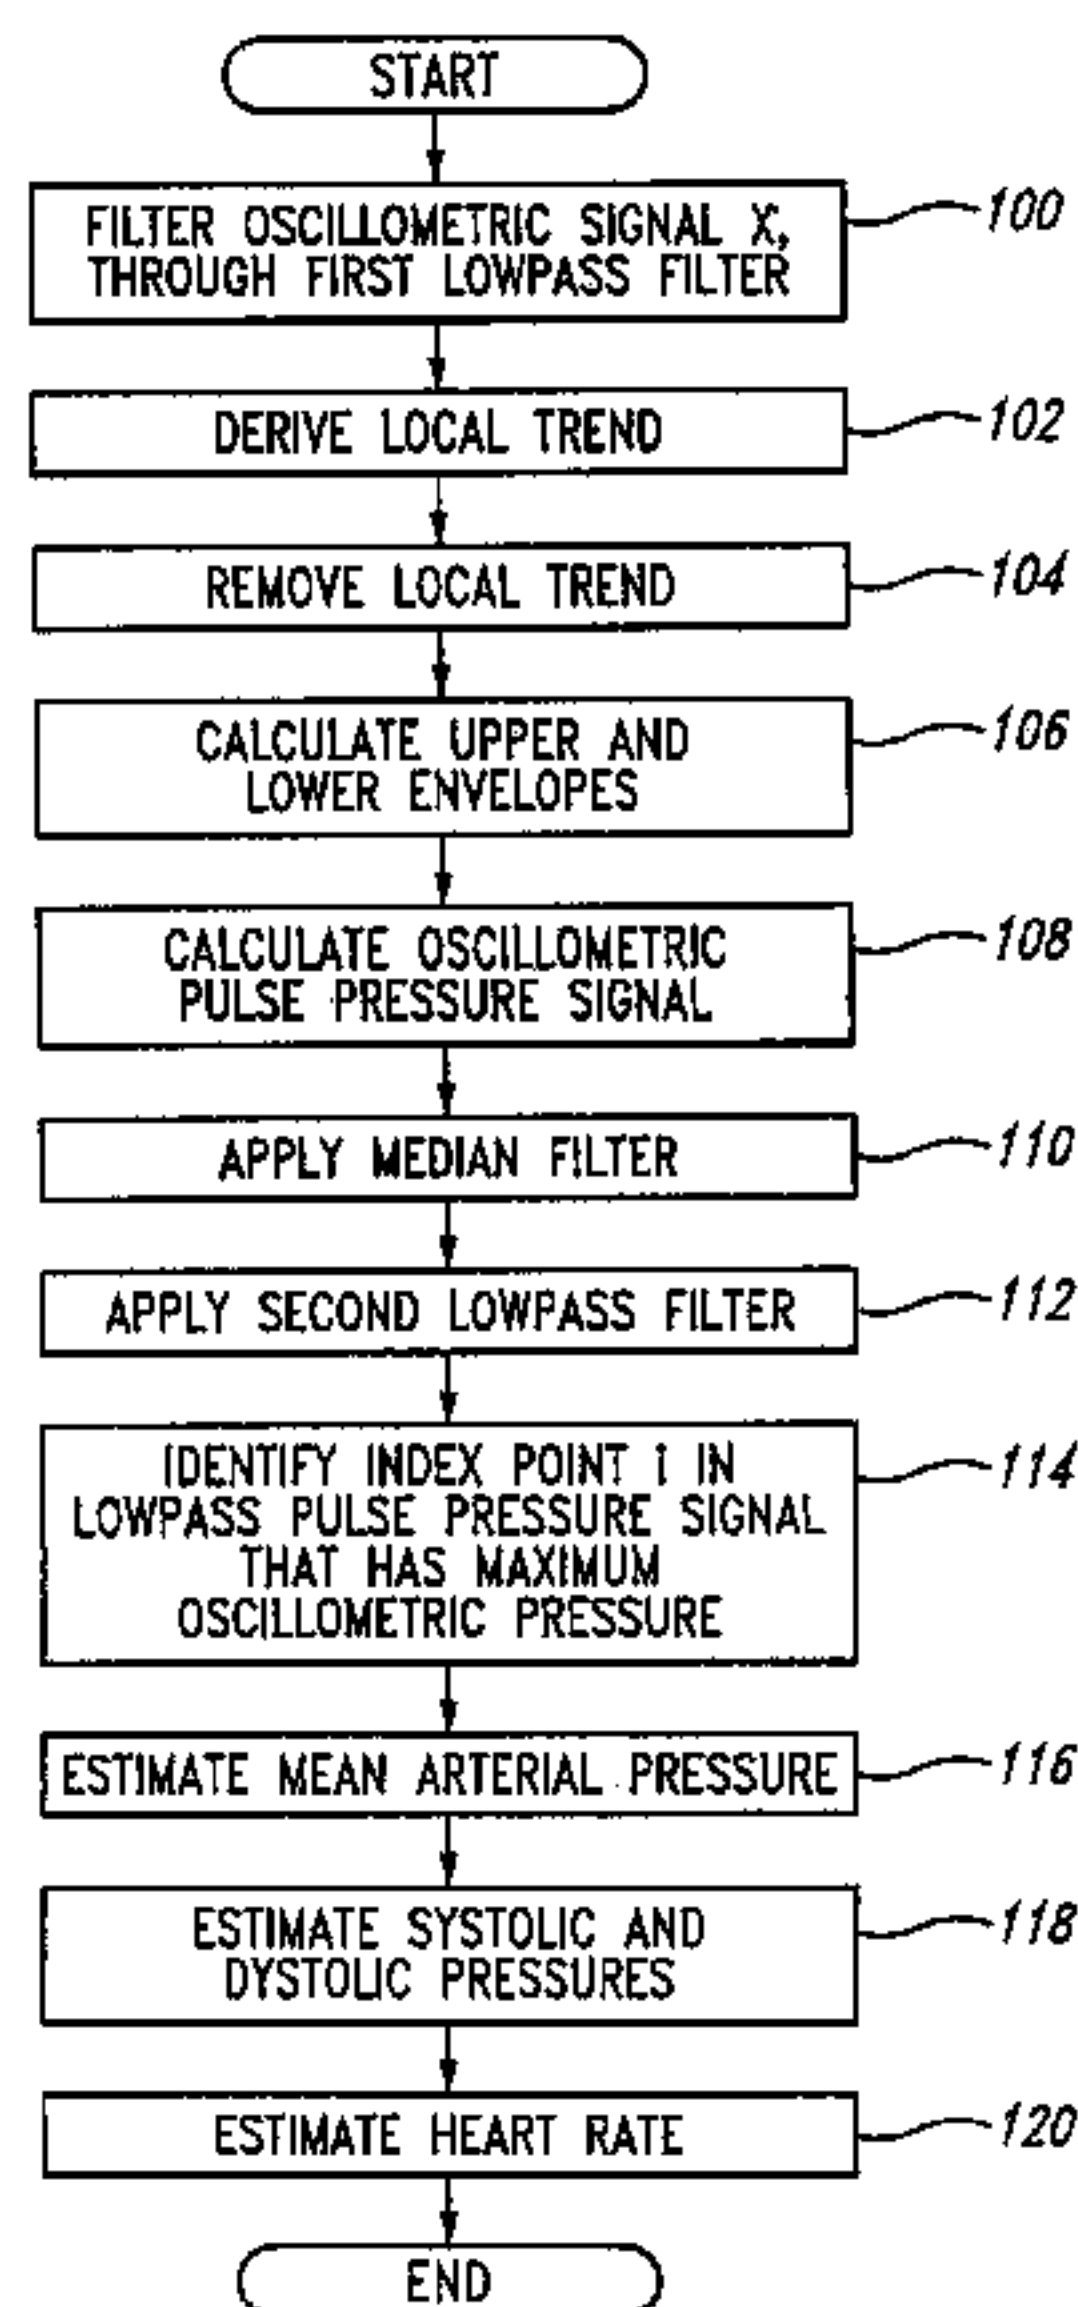 START
FILTER OSCILLOMETRIC SIGNAL X,
THROUGH FIRST LOWPASS FILTER
100
DERIVE LOCAL TREND
102
REMOVE LOCAL TREND
104
CALCULATE UPPER AND
LOWER ENVELOPES
106
CALCULATE OSCILLOMETRIC
PULSE PRESSURE SIGNAL
108
APPLY MEDIAN FILTER
110
APPLY SECOND LOWPASS FILTER
112
IDENTIFY INDEX POINT i IN
LOWPASS PULSE PRESSURE SIGNAL
THAT HAS MAXIMUM
OSCILLOMETRIC PRESSURE
114
ESTIMATE MEAN ARTERIAL PRESSURE
116
ESTIMATE SYSTOLIC AND
DYSTOLIC PRESSURES
118
ESTIMATE HEART RATE
120
END